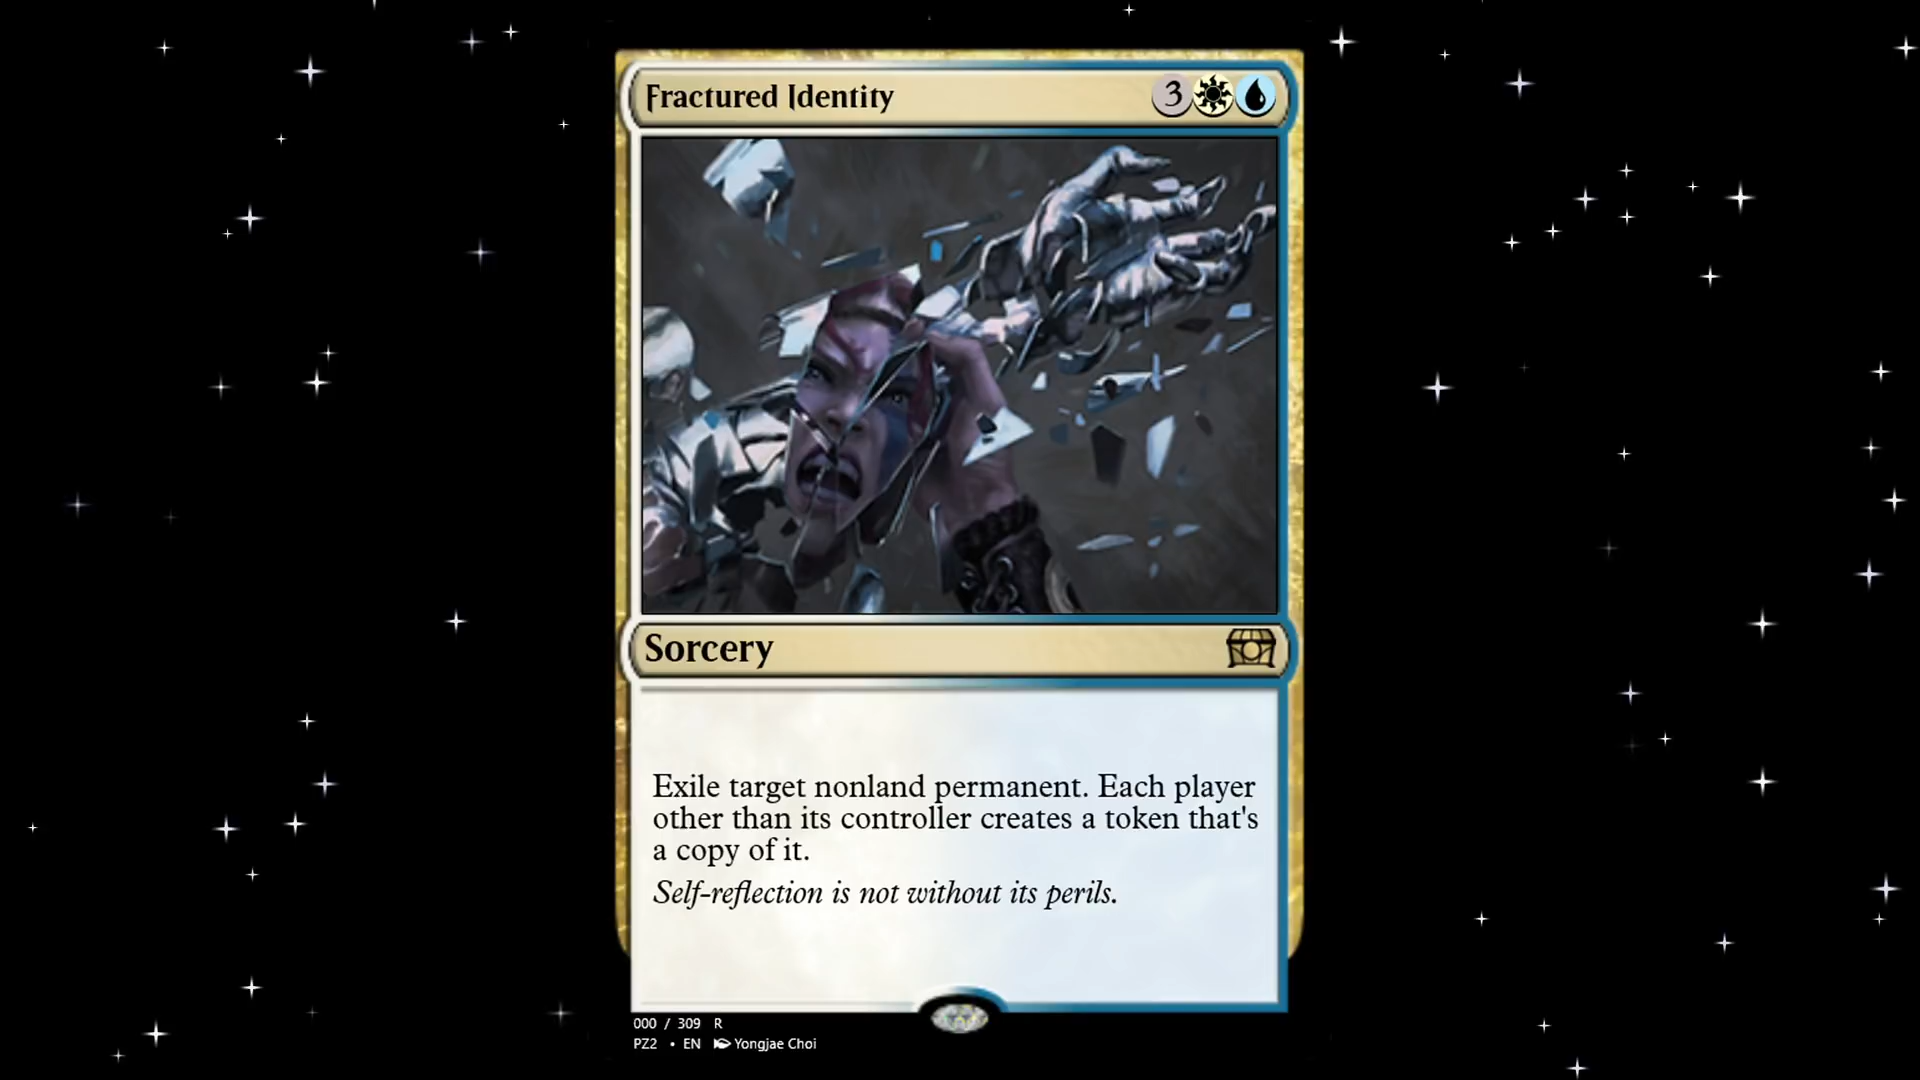 Fractured Identity
3
Sorcery
Exile target nonland permanent. Each player
other than its controller creates a token that's
a copy of it.
Self-reflection is not without its perils.
000 / 309 R
PZ2 • EN Yongjae Choi